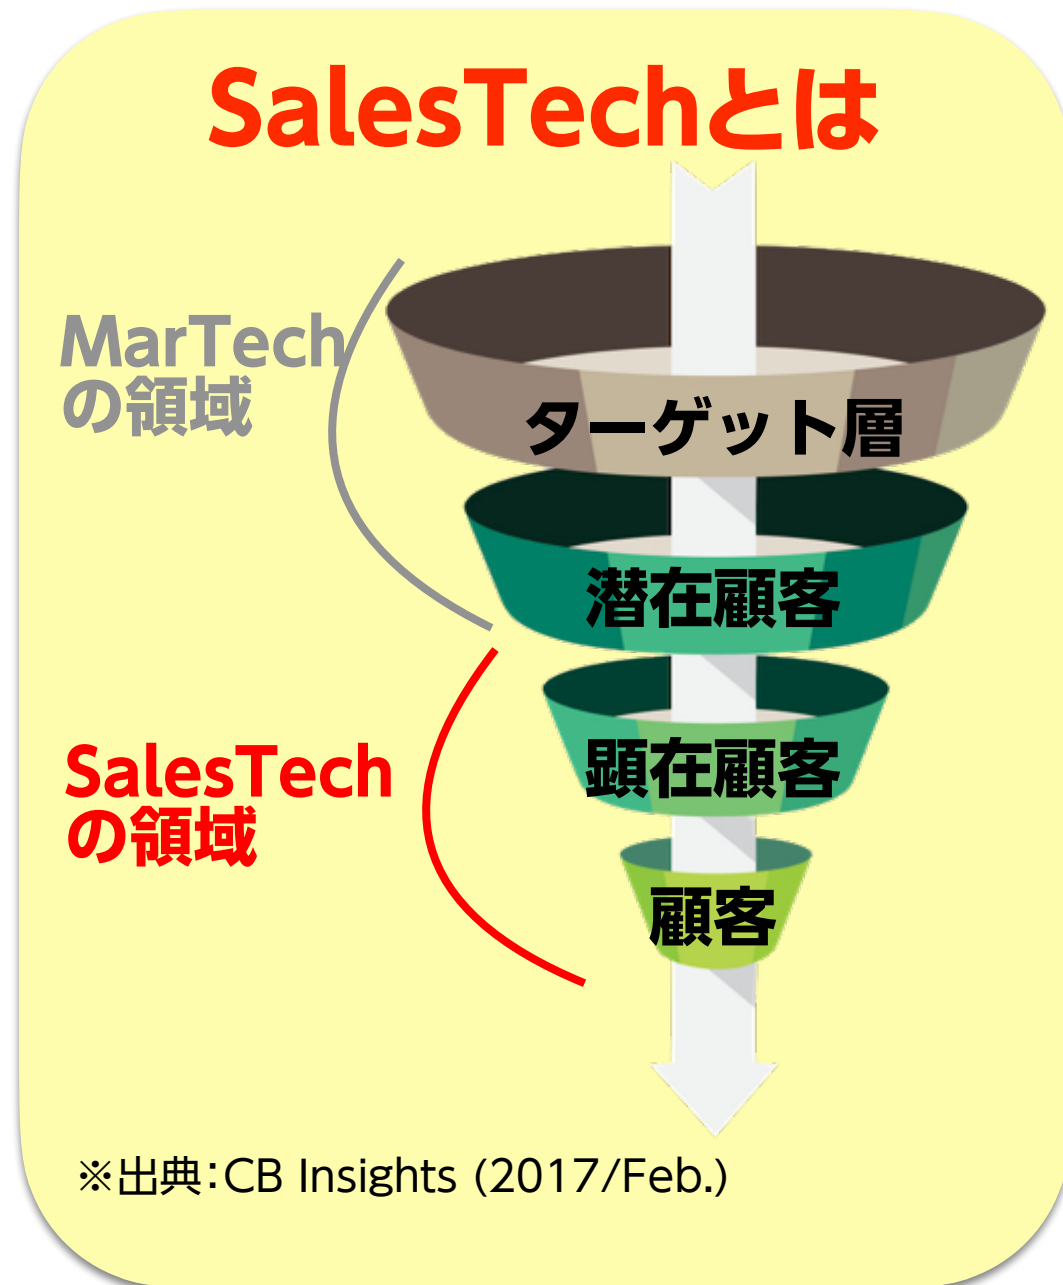 SalesTechとは
MarTech
の領域
ターゲット層
潜在顧客
顕在顧客
SalesTech
の領域
顧客
※出典:CB Insights (2017/Feb.)